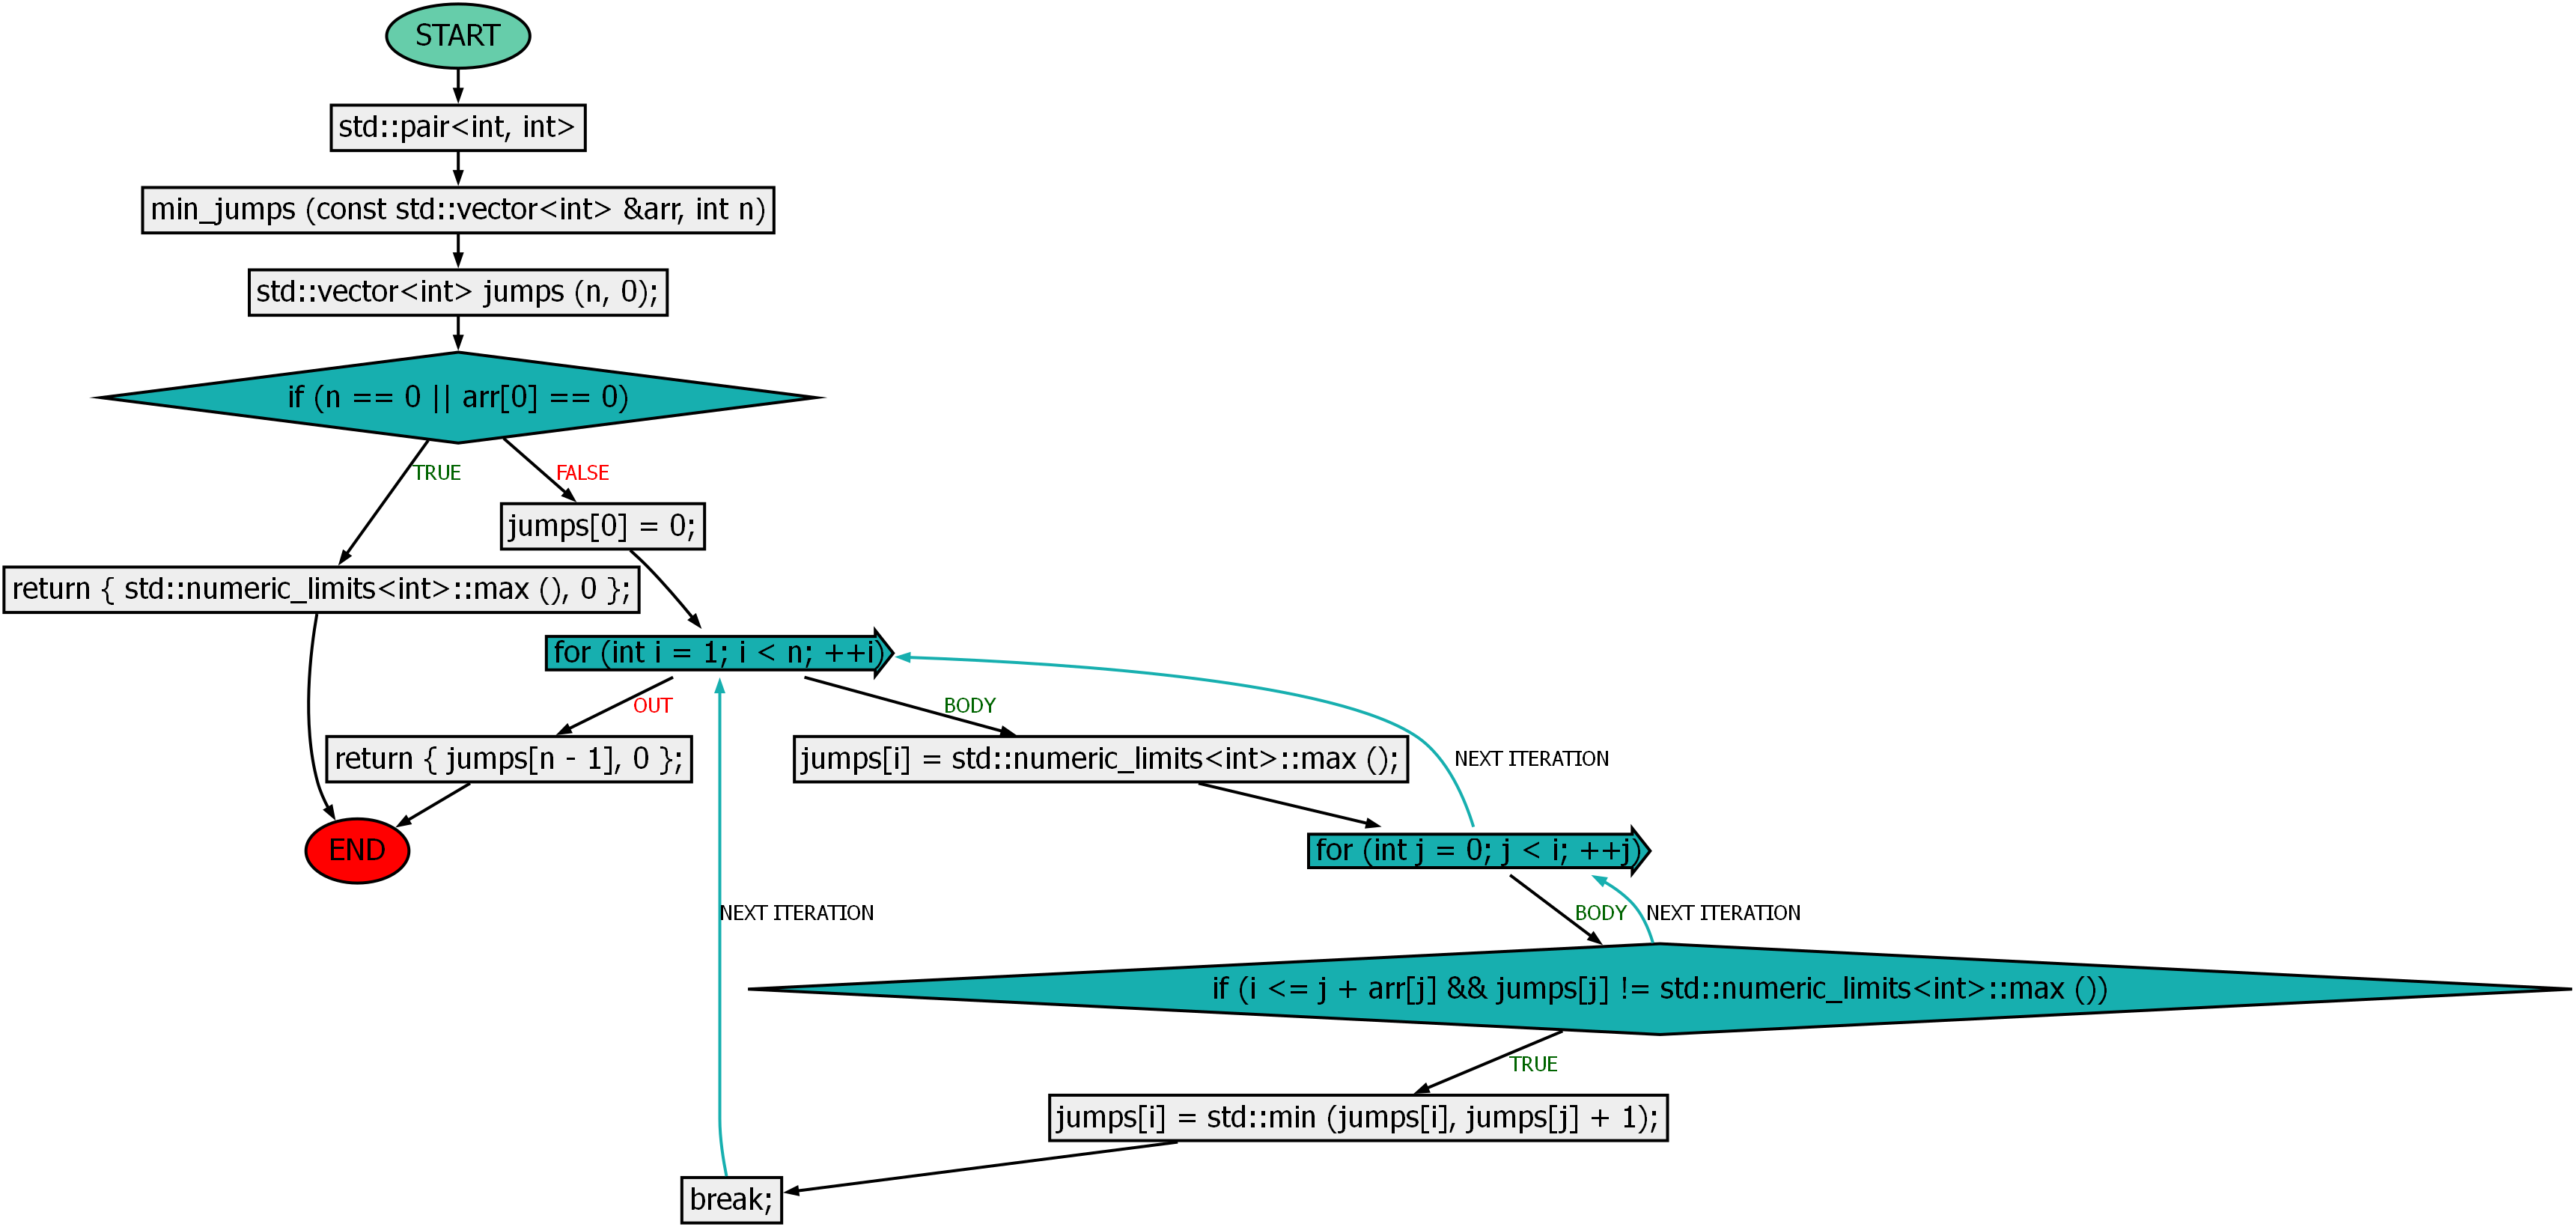 START
std::pair<int, int>
min_jumps (const std::vector<int> &arr, int n)
std::vector<int> jumps (n, 0);
if (n == 0 || arr[0] == 0)
TRUE
FALSE
jumps[0] = 0;
return { std::numeric_limits<int>::max (), 0 };
for (int i = 1; i < n; ++i)
OUT
BODY
return { jumps[n - 1], 0 };
jumps[i] = std::numeric_limits<int>::max ();
NEXT ITERATION
END
for (int j = 0; j < i; ++j)
NEXT ITERATION
BODY
NEXT ITERATION
if (i <= j + arr[j] && jumps[j] != std::numeric_limits<int>::max ())
TRUE
jumps[i] = std::min (jumps[i], jumps[j] + 1);
break;